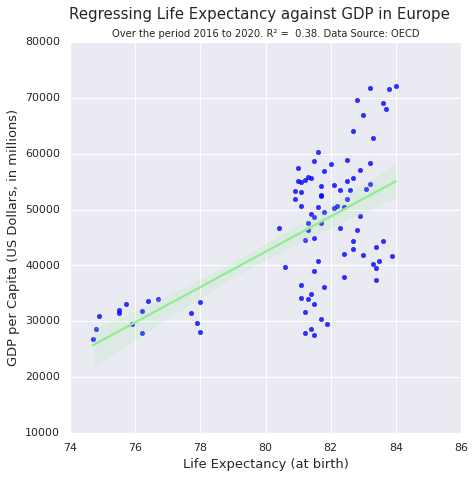 Regressing Life Expectancy against GDP in Europe
Over the period 2016 to 2020. R² =  0.38. Data Source: OECD
80000
70000
60000
50000
40000
30000
20000
10000
GDP per Capita (US Dollars, in millions)
74 76 78 80 82 84 86
Life Expectancy (at birth)